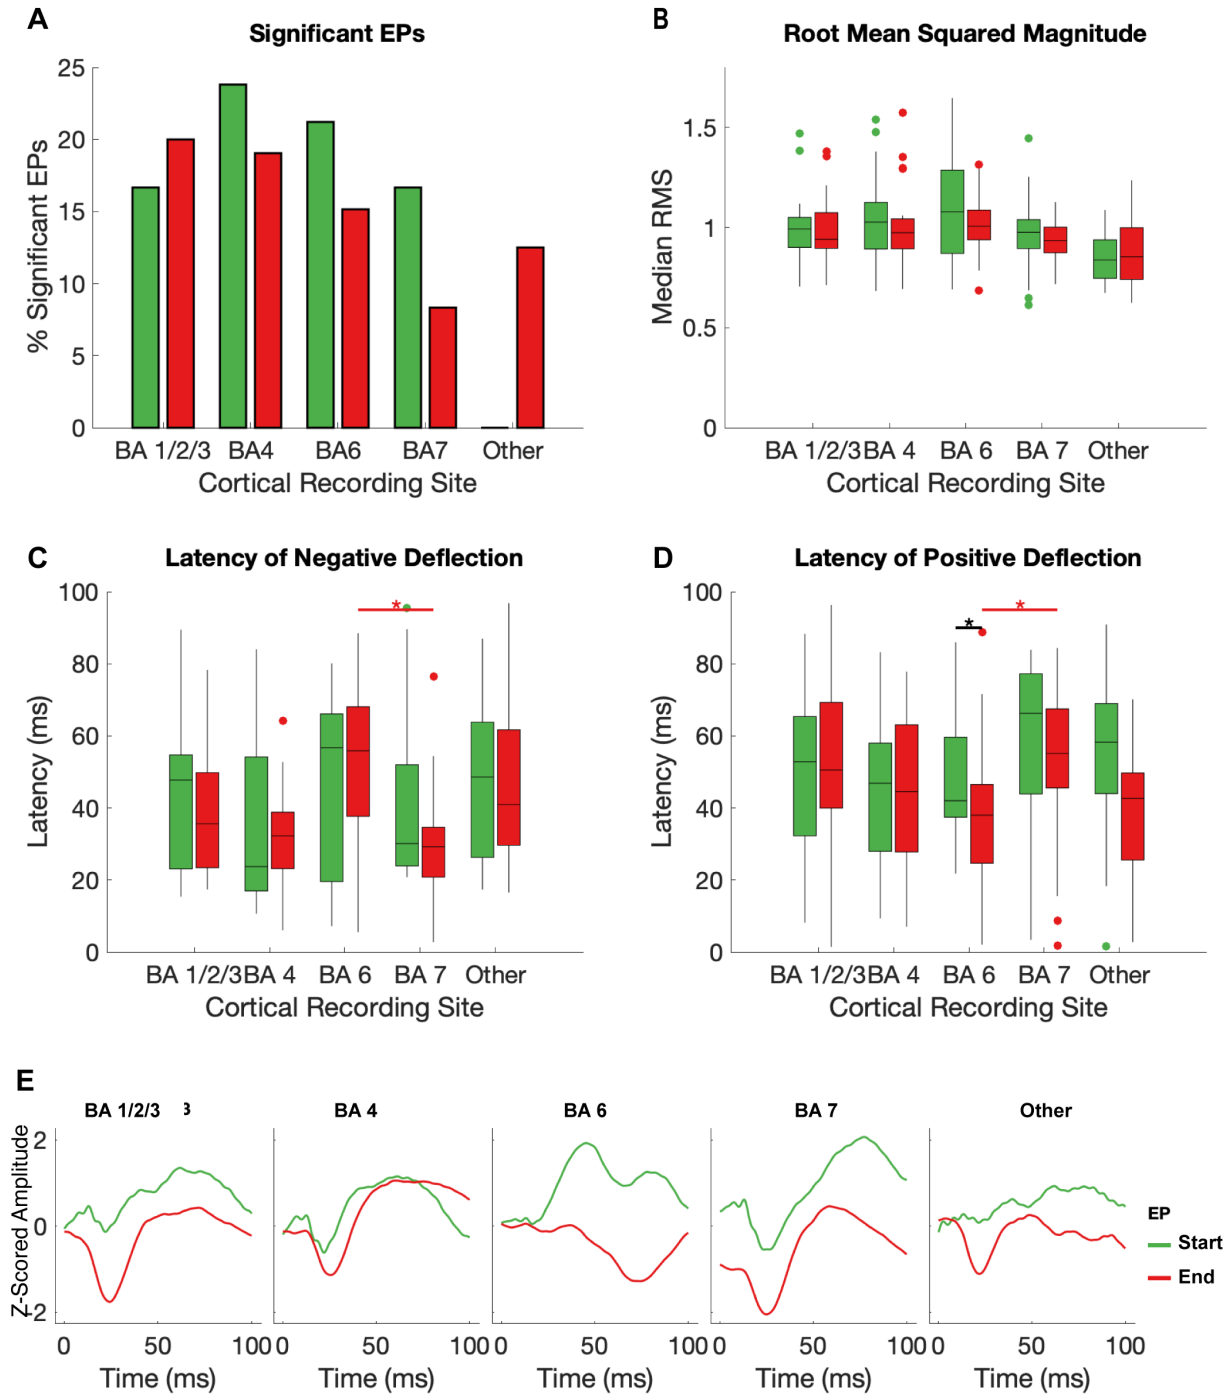 A
Significant EPs
25
20
15
10
5
0
% Significant EPs
BA 1/2/3 BA4 BA6 BA7 Other
Cortical Recording Site
B
Root Mean Squared Magnitude
1.5
1
0.5
0
Median RMS
BA 1/2/3 BA 4 BA 6 BA 7 Other
Cortical Recording Site
C
Latency of Negative Deflection
100
80
60
40
20
0
Latency (ms)
*
BA 1/2/3 BA 4 BA 6 BA 7 Other
Cortical Recording Site
D
Latency of Positive Deflection
100
80
60
40
20
0
Latency (ms)
*
*
BA 1/2/3 BA 4 BA 6 BA 7 Other
Cortical Recording Site
E
BA 1/2/3 3 BA 4 BA 6 BA 7 Other
2
0
-2
Z-Scored Amplitude
0 50 100 0 50 100 0 50 100 0 50 100 0 50 100
Time (ms) Time (ms) Time (ms) Time (ms) Time (ms)
EP
Start
End